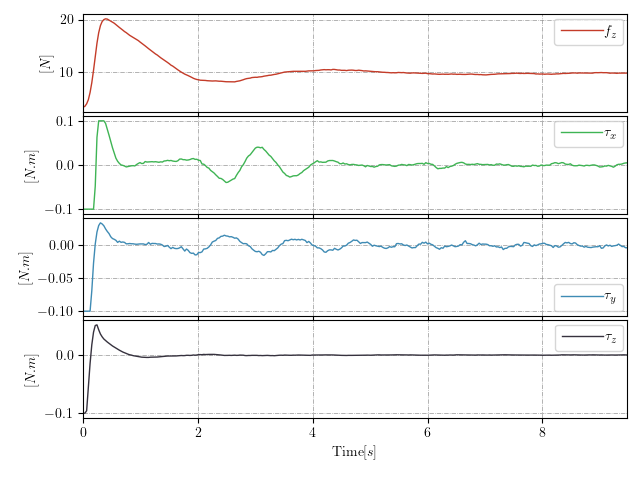 20
10
[N]
f_z
0.1
0.0
−0.1
[N.m]
τ_x
0.00
−0.05
−0.10
[N.m]
τ_y
0.0
−0.1
[N.m]
τ_z
0 2 4 6 8
Time[s]